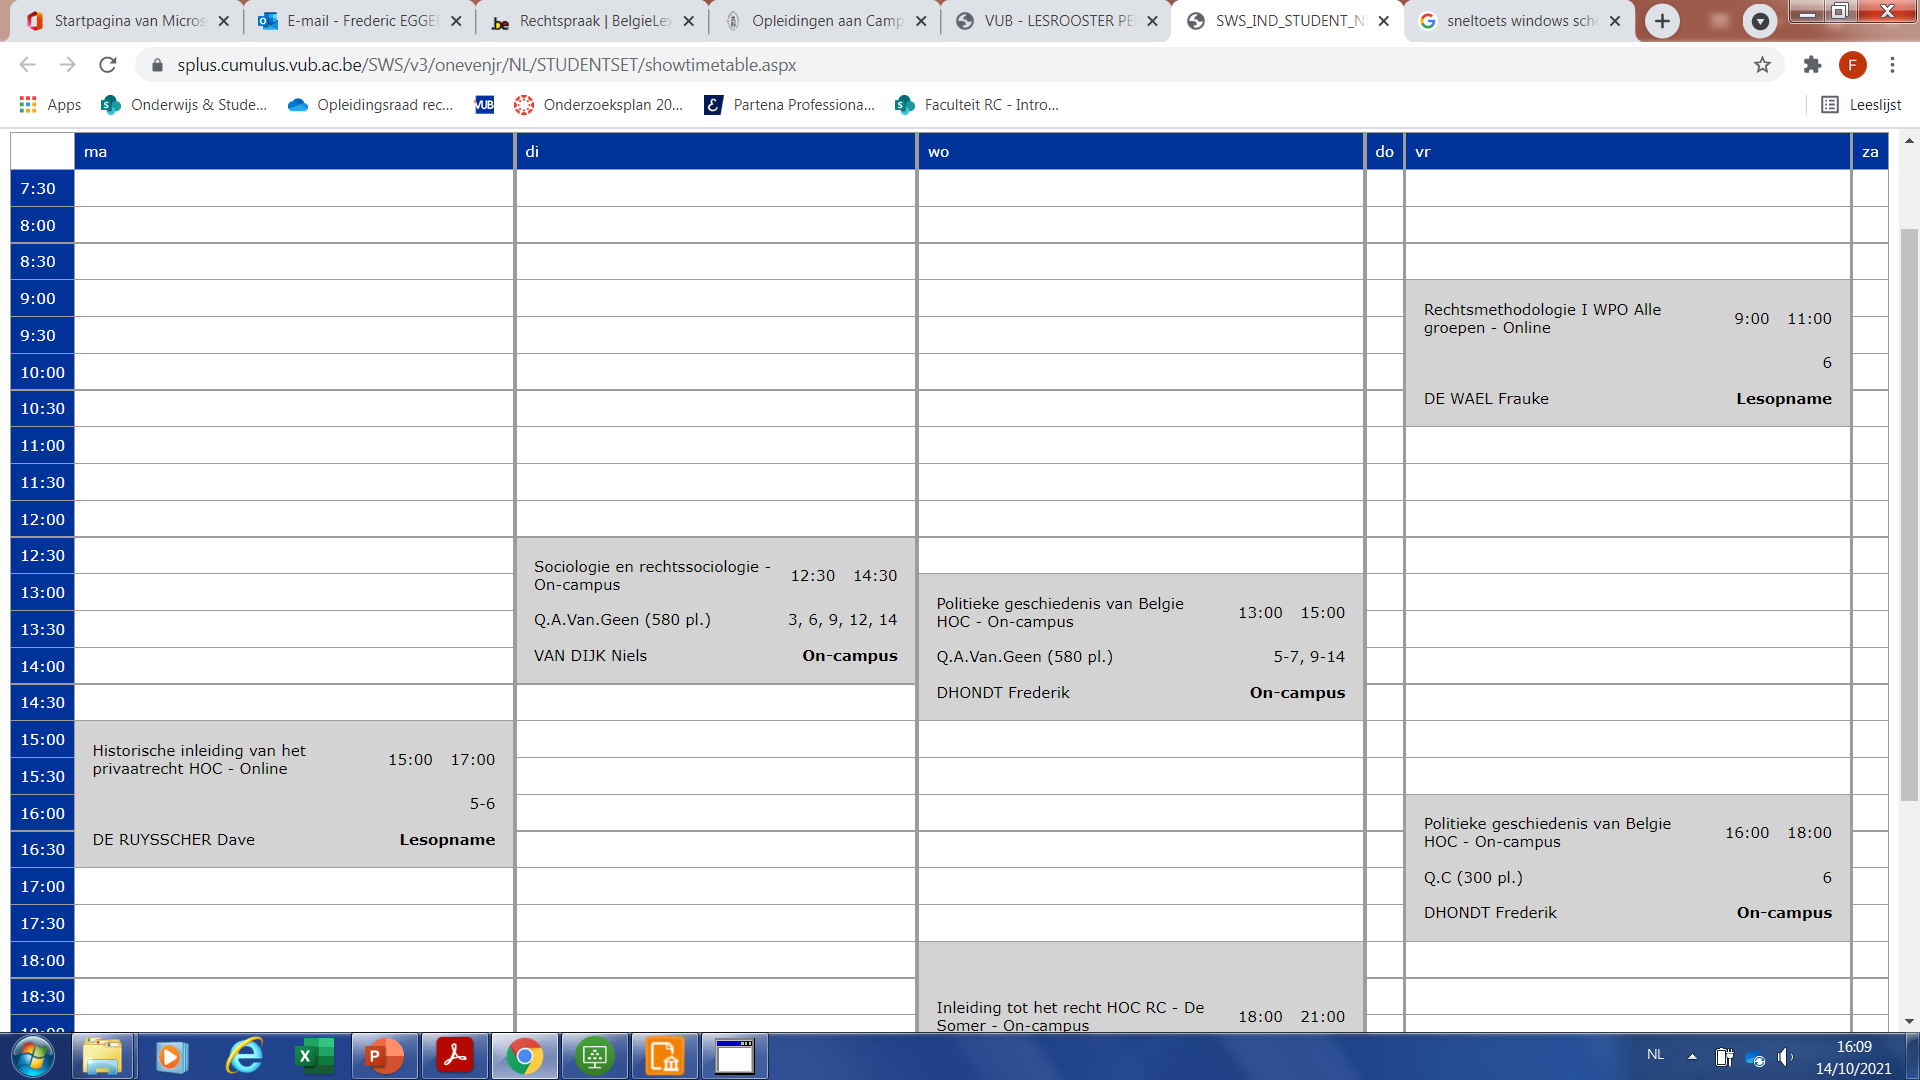 Startpagina van Micros
E-mail - Frederic EGGE
Rechtspraak | BelgieLex
Opleidingen aan Camp
VUB - LESROOSTER PE
SWS_IND_STUDENT_N
sneltoets windows sch
splus.cumulus.vub.ac.be/SWS/v3/onevenjr/NL/STUDENTSET/showtimetable.aspx
F
Apps
Onderwijs & Stude...
Opleidingsraad rec...
VUB
Onderzoeksplan 20...
Partena Professiona...
Faculteit RC - Intro...
Leeslijst
ma di wo do vr za
7:30
8:00
8:30
9:00
9:30
10:00
10:30
11:00
11:30
12:00
12:30
13:00
13:30
14:00
14:30
15:00
15:30
16:00
16:30
17:00
17:30
18:00
18:30
19:00
Historische inleiding van het
privaatrecht HOC - Online
15:00 17:00
5-6
DE RUYSSCHER Dave Lesopname
Sociologie en rechtssociologie -
On-campus
12:30 14:30
Q.A.Van.Geen (580 pl.) 3, 6, 9, 12, 14
VAN DIJK Niels On-campus
Politieke geschiedenis van Belgie
HOC - On-campus
13:00 15:00
Q.A.Van.Geen (580 pl.) 5-7, 9-14
DHONDT Frederik On-campus
Inleiding tot het recht HOC RC - De
Somer - On-campus
18:00 21:00
Rechtsmethodologie I WPO Alle
groepen - Online
9:00 11:00
6
DE WAEL Frauke Lesopname
Politieke geschiedenis van Belgie
HOC - On-campus
16:00 18:00
Q.C (300 pl.) 6
DHONDT Frederik On-campus
NL
16:09
14/10/2021